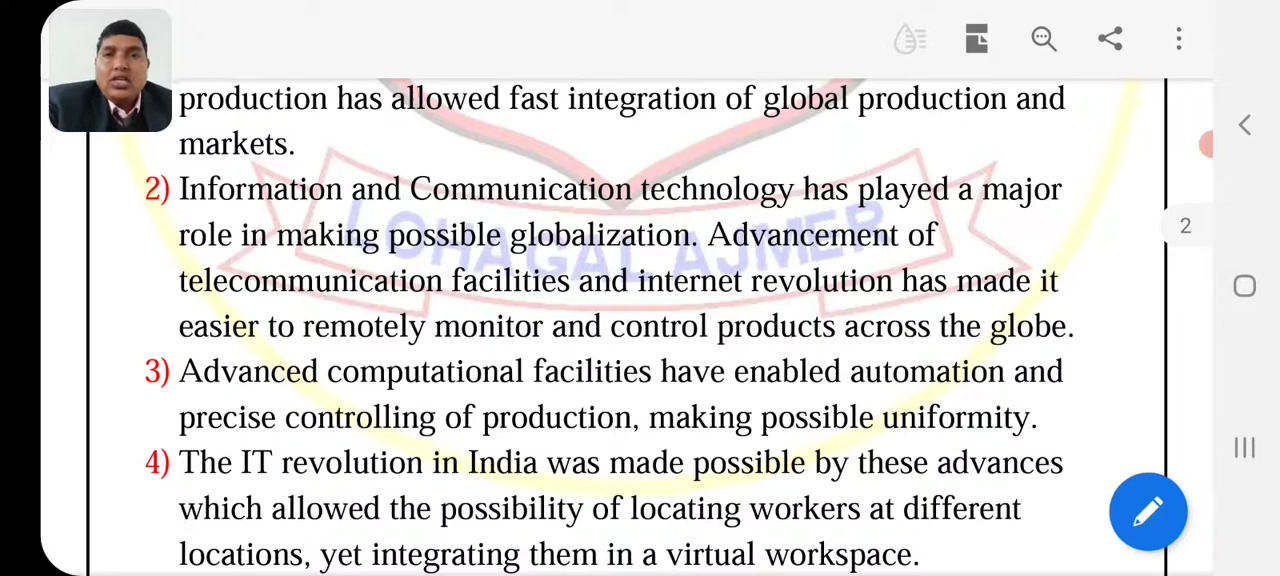 production has allowed fast integration of global production and
markets.
2) Information and Communication technology has played a major
role in making possible globalization. Advancement of
telecommunication facilities and internet revolution has made it
easier to remotely monitor and control products across the globe.
3) Advanced computational facilities have enabled automation and
precise controlling of production, making possible uniformity.
4) The IT revolution in India was made possible by these advances
which allowed the possibility of locating workers at different
locations, yet integrating them in a virtual workspace.
LOHAGAL AJMER
2